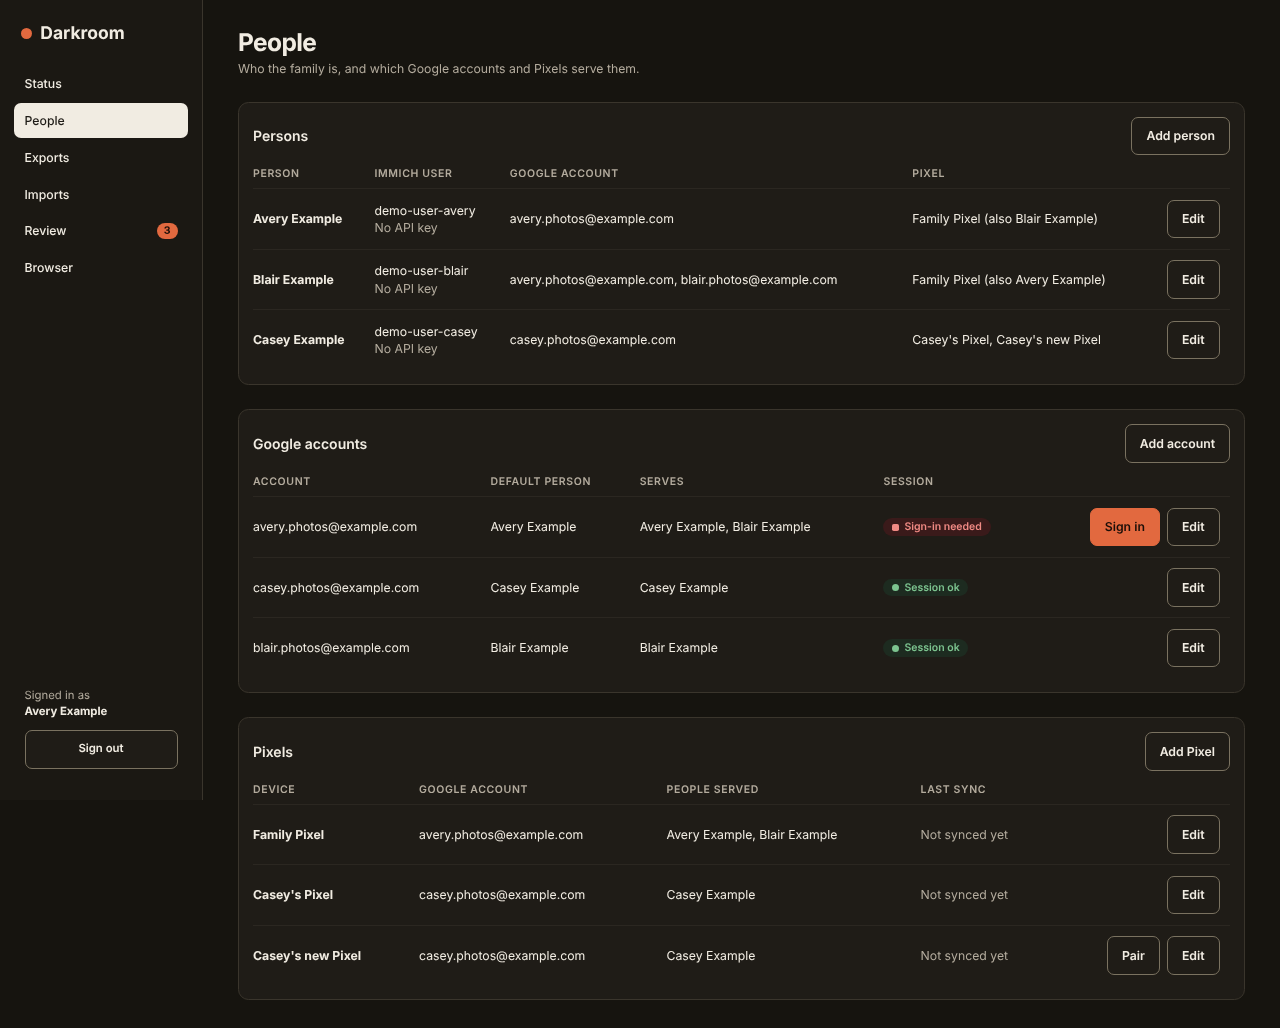 Darkroom
Status
People
Exports
Imports
Review 3
Browser
Signed in as
Avery Example
Sign out
People
Who the family is, and which Google accounts and Pixels serve them.
Persons Add person
PERSON IMMICH USER GOOGLE ACCOUNT PIXEL
Avery Example demo-user-avery No API key avery.photos@example.com Family Pixel (also Blair Example) Edit
Blair Example demo-user-blair No API key avery.photos@example.com, blair.photos@example.com Family Pixel (also Avery Example) Edit
Casey Example demo-user-casey No API key casey.photos@example.com Casey's Pixel, Casey's new Pixel Edit
Google accounts Add account
ACCOUNT DEFAULT PERSON SERVES SESSION
avery.photos@example.com Avery Example Avery Example, Blair Example Sign-in needed Sign in Edit
casey.photos@example.com Casey Example Casey Example Session ok Edit
blair.photos@example.com Blair Example Blair Example Session ok Edit
Pixels Add Pixel
DEVICE GOOGLE ACCOUNT PEOPLE SERVED LAST SYNC
Family Pixel avery.photos@example.com Avery Example, Blair Example Not synced yet Edit
Casey's Pixel casey.photos@example.com Casey Example Not synced yet Edit
Casey's new Pixel casey.photos@example.com Casey Example Not synced yet Pair Edit